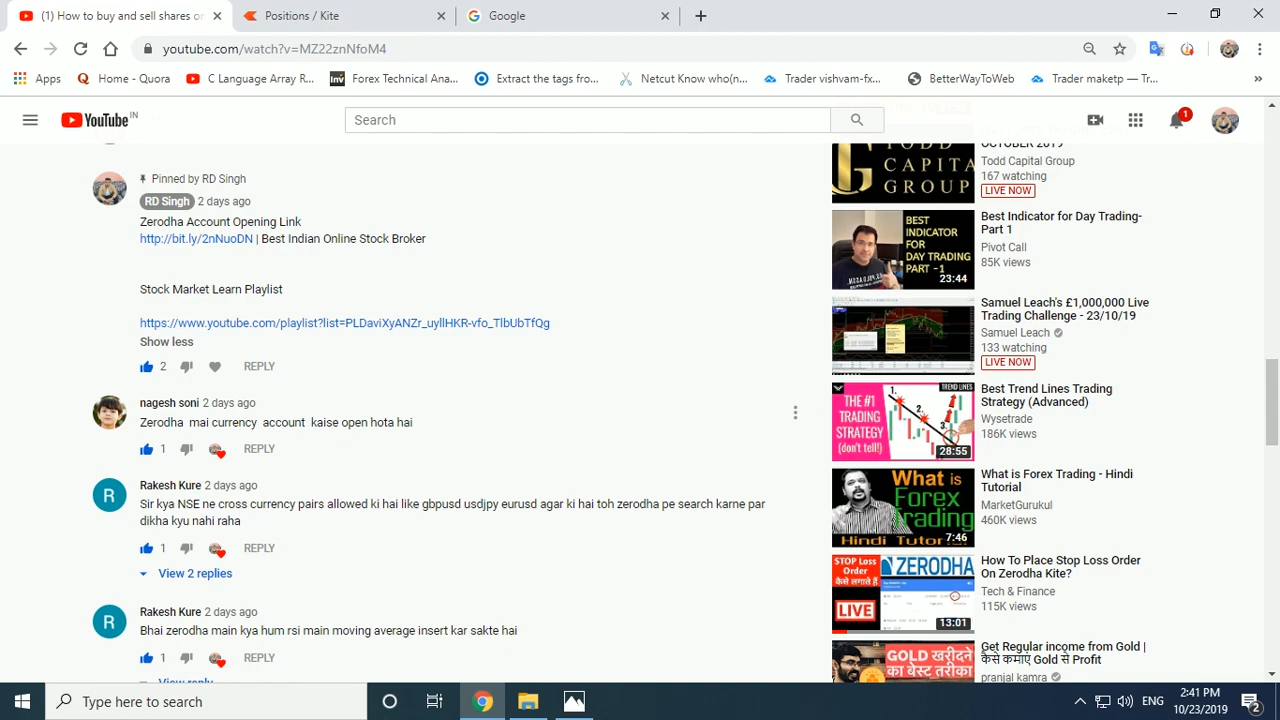 (1) How to buy and sell shares on
Positions / Kite
Google
youtube.com/watch?v=MZ22znNfoM4
Apps
Home - Quora
C Language Array R...
Forex Technical Ana...
Extract the tags from...
Netcut Know who(n...
Trader vishvam-fx...
BetterWayToWeb
Trader maketp — Tr...
»
YouTube IN
Search
1
Pinned by RD Singh
RD Singh 2 days ago
Zerodha Account Opening Link
http://bit.ly/2nNuoDN | Best Indian Online Stock Broker
Stock Market Learn Playlist
https://www.youtube.com/playlist?list=PLDaviXyANZr_uyllHKR-vfo_TlbUbTfQg
Show less
2 REPLY
nagesh soni 2 days ago
Zerodha mai currency account kaise open hota hai
1 REPLY
Rakesh Kure 2 days ago
Sir kya NSE ne cross currency pairs allowed ki hai like gbpusd usdjpy eurusd agar ki hai toh zerodha pe search karne par
dikha kyu nahi raha
1 REPLY
View 2 replies
Rakesh Kure 2 days ago
Bhai zerodha main kya hum rsi main moving average insert kar sakte hai
1 REPLY
View reply
TODD
CAPITA
GROUP
OCTOBER 2019
Todd Capital Group
167 watching
LIVE NOW
BEST
INDICATOR
FOR
DAY TRADING
PART -1
23:44
Best Indicator for Day Trading-
Part 1
Pivot Call
85K views
Samuel Leach's £1,000,000 Live
Trading Challenge - 23/10/19
Samuel Leach
133 watching
LIVE NOW
TREND LINES
THE #1
TRADING
STRATEGY
(don't tell!)
1.
2.
3.
28:55
Best Trend Lines Trading
Strategy (Advanced)
Wysetrade
186K views
What is
Forex
Trading
Hindi Tutor
7:46
What is Forex Trading - Hindi
Tutorial
MarketGurukul
460K views
STOP Loss
Order
कैसे लगाते हैं
LIVE
ZERODHA
13:01
How To Place Stop Loss Order
On Zerodha Kite?
Tech & Finance
115K views
GOLD खरीदने
का बेस्ट तरीका
Get Regular income from Gold |
कैसे कमाएं Gold से Profit
pranjal kamra
Type here to search
ENG
2:41 PM
10/23/2019
2